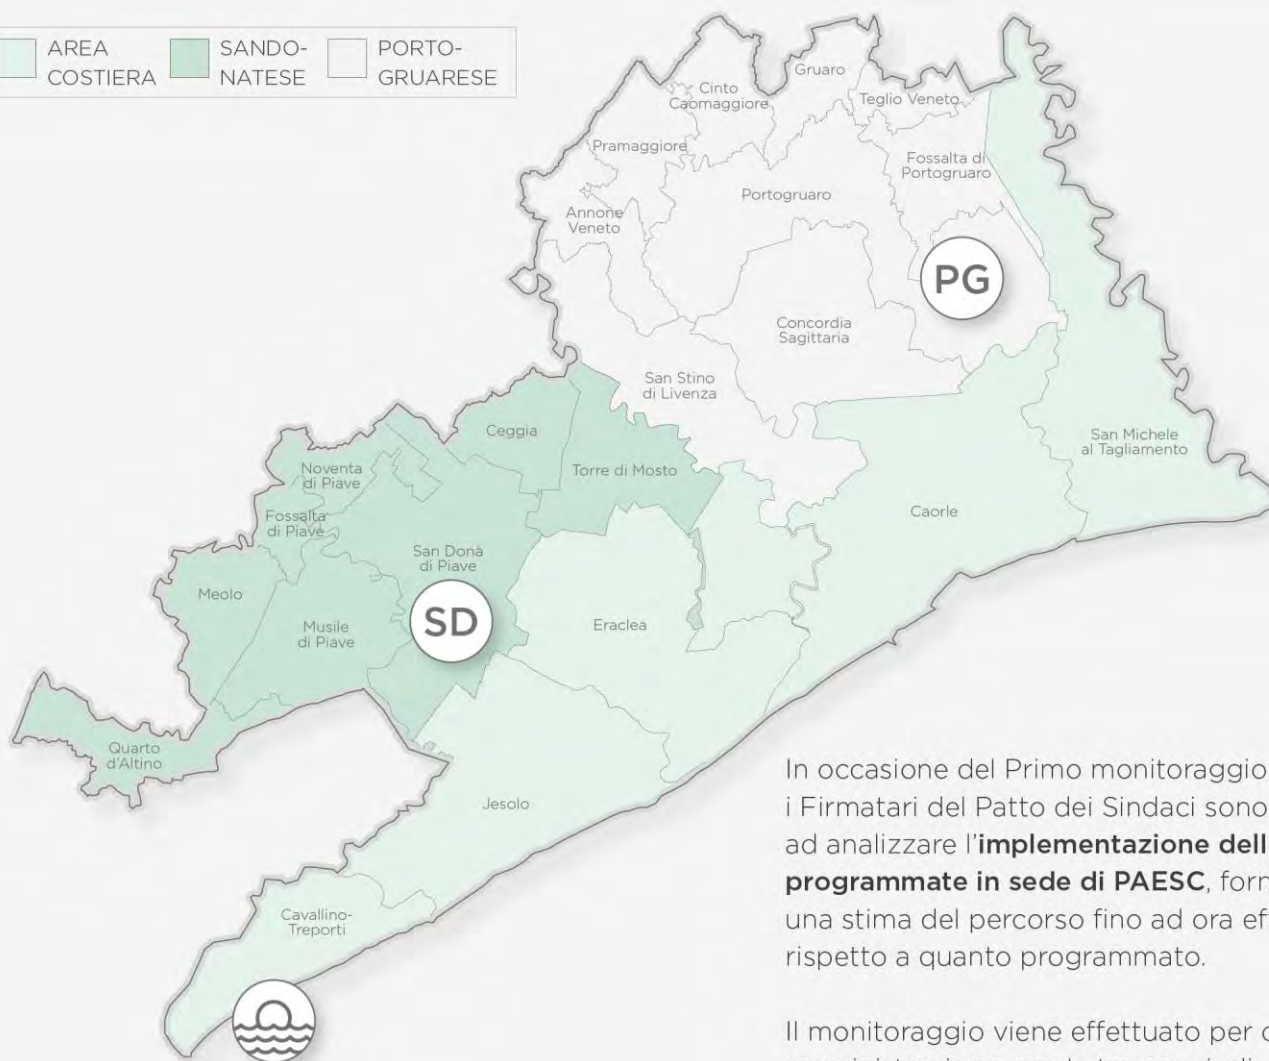 AREA
COSTIERA
SANDO-
NATESE
PORTO-
GRUARESE
Gruaro
Cinto
Caomaggiore
Teglio Veneto
Pramaggiore
Fossalta di
Portogruaro
Portogruaro
Annone
Veneto
PG
Concordia
Sagittaria
San Stino
di Livenza
Ceggia
San Michele
al Tagliamento
Noventa
di Piave
Torre di Mosto
Caorle
Fossalta
di Piave
San Donà
di Piave
Meolo
SD
Musile
di Piave
Eraclea
Quarto
d'Altino
Jesolo
Cavallino-
Treporti
In occasione del Primo monitoraggio
i Firmatari del Patto dei Sindaci sono
ad analizzare l'implementazione dell
programmate in sede di PAESC, forn
una stima del percorso fino ad ora ef
rispetto a quanto programmato.
Il monitoraggio viene effettuato per